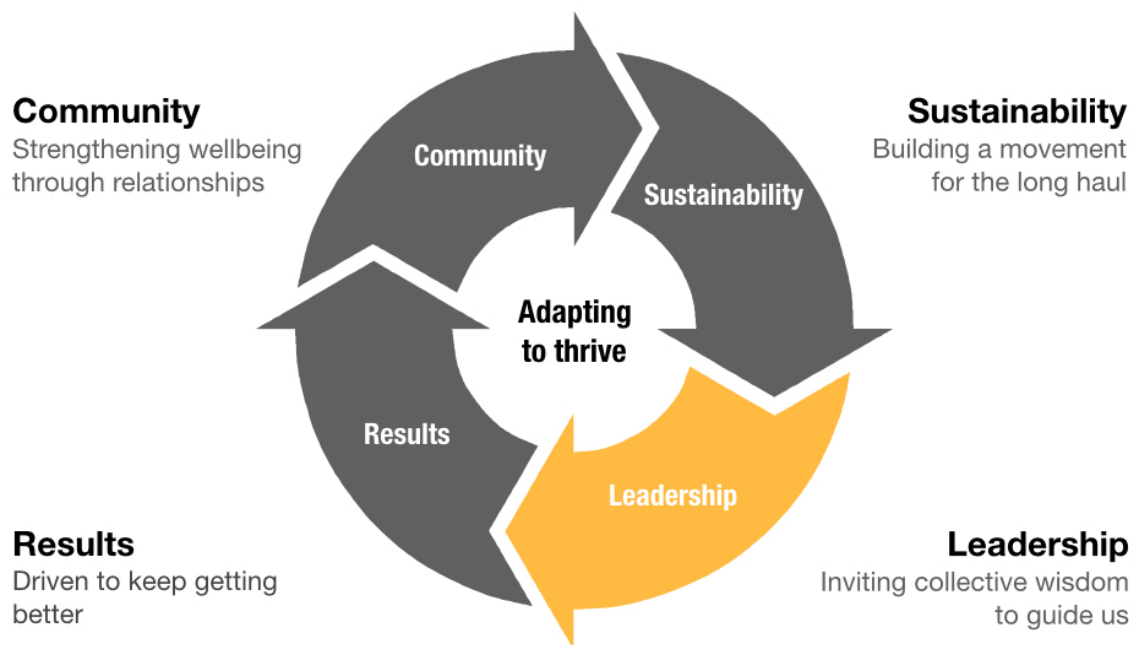 Community
Strengthening wellbeing
through relationships
Sustainability
Building a movement
for the long haul
Community
Sustainability
Adapting
to thrive
Results
Leadership
Results
Driven to keep getting
better
Leadership
Inviting collective wisdom
to guide us